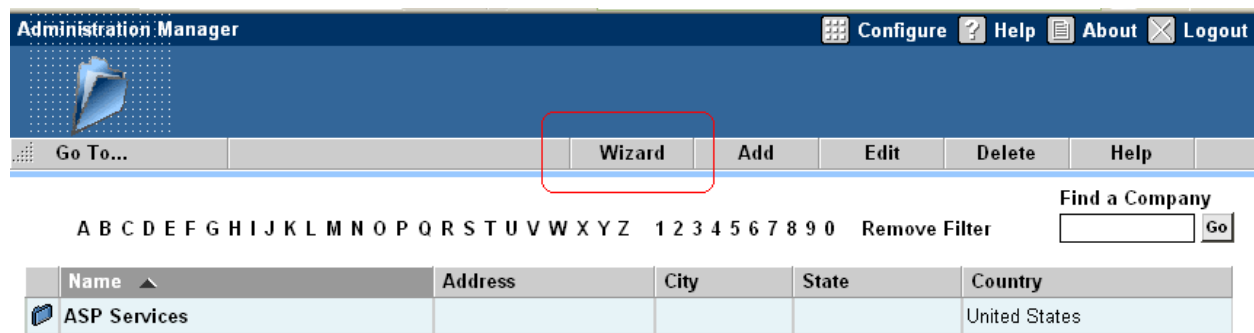 Administration Manager Configure ? Help About Logout
Go To... Wizard Add Edit Delete Help
Find a Company
A B C D E F G H I J K L M N O P Q R S T U V W X Y Z 1 2 3 4 5 6 7 8 9 0 Remove Filter Go
Name Address City State Country
ASP Services United States